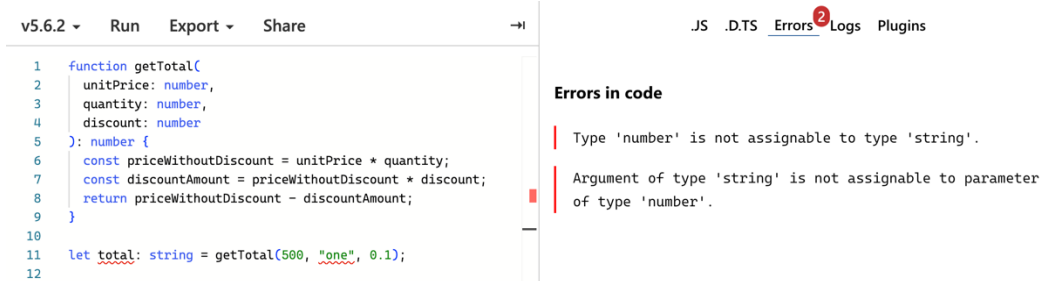 v5.6.2 Run Export Share
1 function getTotal(
2 unitPrice: number,
3 quantity: number,
4 discount: number
5 ): number {
6 const priceWithoutDiscount = unitPrice * quantity;
7 const discountAmount = priceWithoutDiscount * discount;
8 return priceWithoutDiscount - discountAmount;
9 }
10
11 let total: string = getTotal(500, "one", 0.1);
12
.JS .D.TS Errors 2 Logs Plugins
Errors in code
Type 'number' is not assignable to type 'string'.
Argument of type 'string' is not assignable to parameter
of type 'number'.